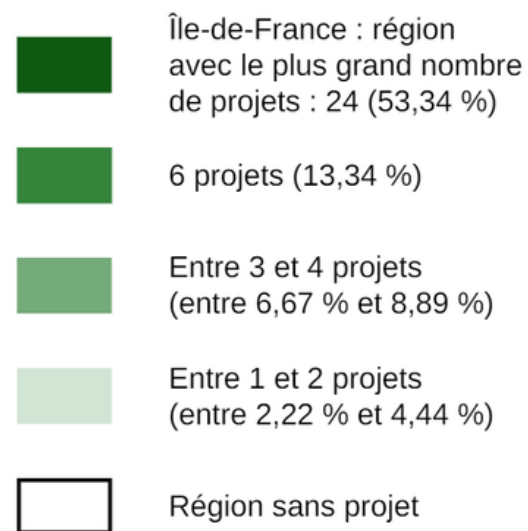 Île-de-France : région
avec le plus grand nombre
de projets : 24 (53,34 %)
6 projets (13,34 %)
Entre 3 et 4 projets
(entre 6,67 % et 8,89 %)
Entre 1 et 2 projets
(entre 2,22 % et 4,44 %)
Région sans projet